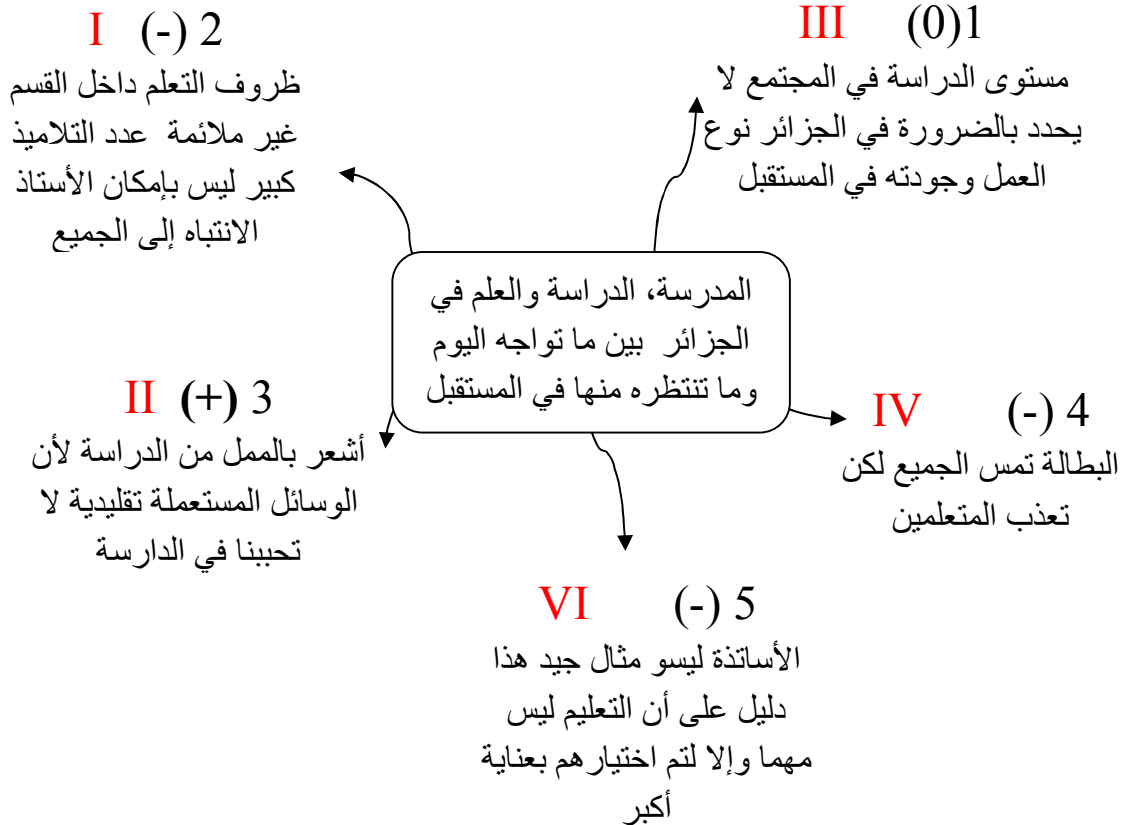 III (0)1
مستوى الدراسة في المجتمع لا
يحدد بالضرورة في الجزائر نوع
العمل وجودته في المستقبل
I (-) 2
ظروف التعلم داخل القسم
غير ملائمة عدد التلاميذ
كبير ليس بإمكان الأستاذ
الانتباه إلى الجميع
المدرسة، الدراسة والعلم في
الجزائر بين ما تواجه اليوم
وما تنتظره منها في المستقبل
II (+) 3
أشعر بالممل من الدراسة لأن
الوسائل المستعملة تقليدية لا
تحببنا في الدارسة
IV (-) 4
البطالة تمس الجميع لكن
تعذب المتعلمين
VI (-) 5
الأساتذة ليسو مثال جيد هذا
دليل على أن التعليم ليس
مهما وإلا لتم اختيارهم بعناية
أكبر